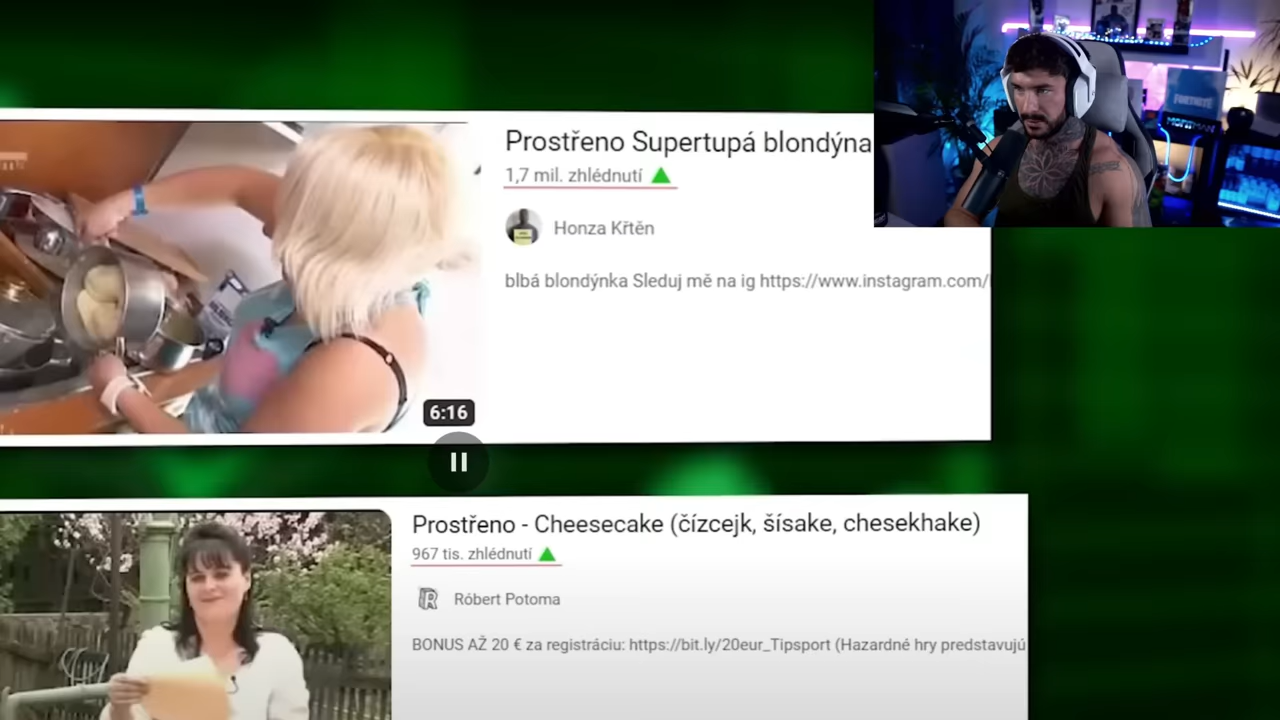 Prostřeno Supertupá blondýna
1,7 mil. zhlédnutí
Honza Křtěn
blbá blondýnka Sleduj mě na ig https://www.instagram.com/
6:16
FORTNITE
Prostřeno - Cheesecake (čízcejk, šísake, chesekhake)
967 tis. zhlédnutí
Róbert Potoma
BONUS AŽ 20 € za registráciu: https://bit.ly/20eur_Tipsport (Hazardné hry predstavujú